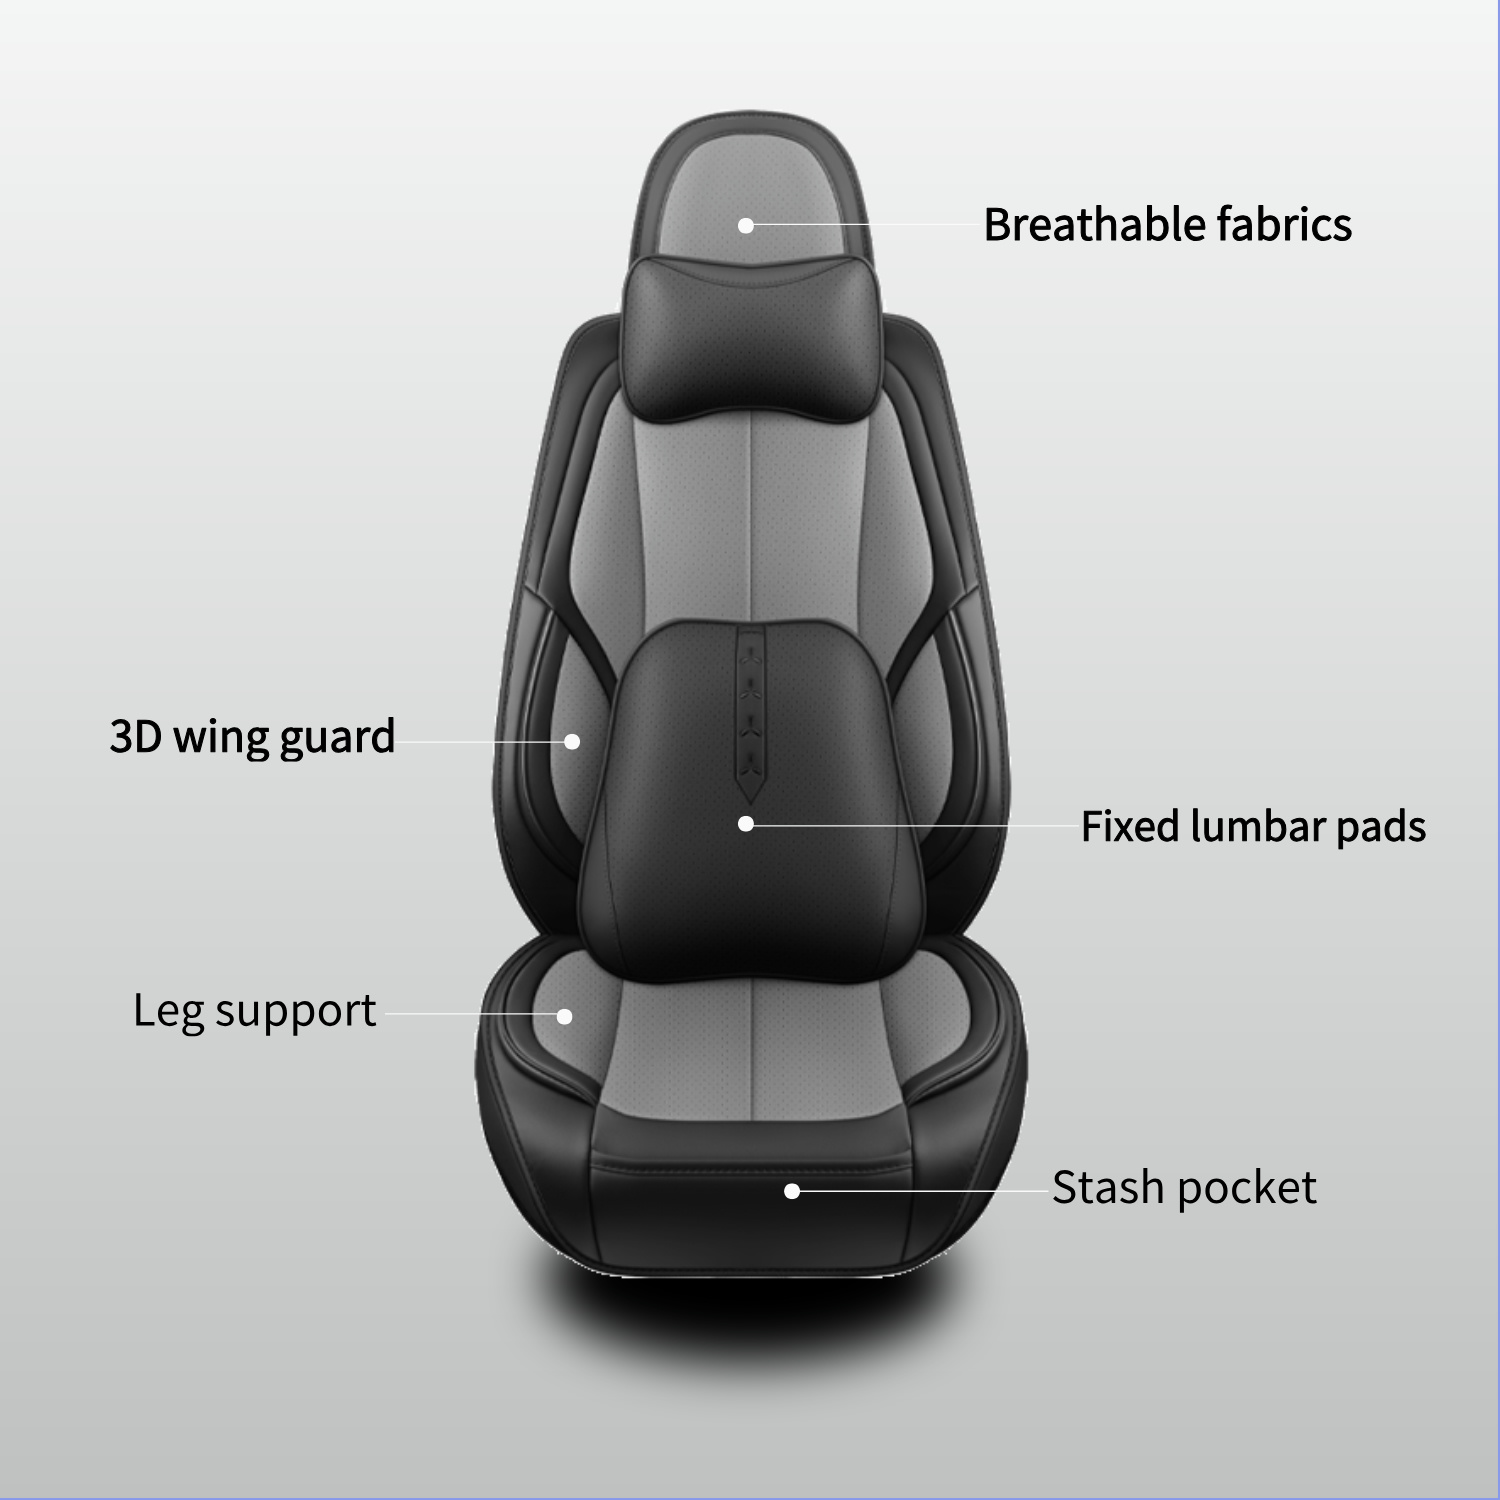 Breathable fabrics
3D wing guard
Fixed lumbar pads
Leg support
Stash pocket